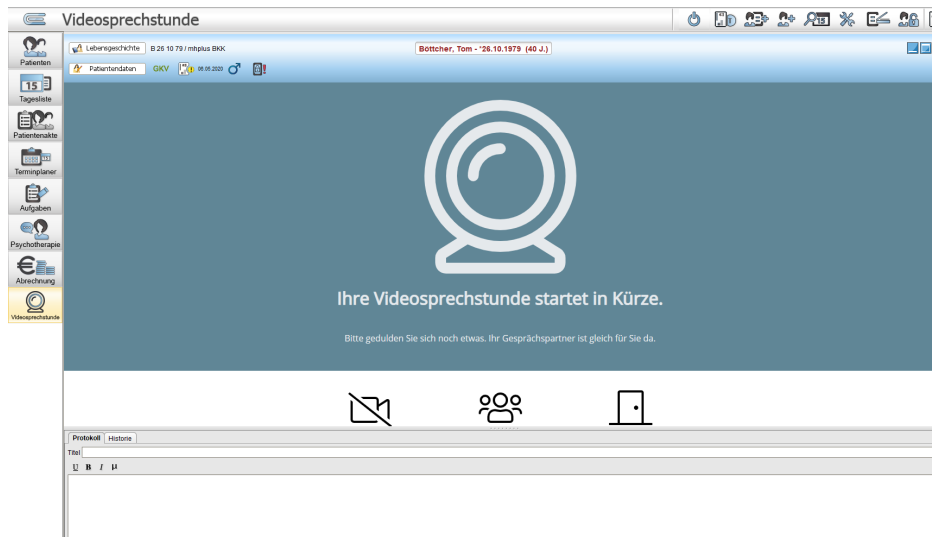 Videosprechstunde
Patienten
15
Tagesliste
Patientenakte
Terminplaner
Aufgaben
Psychotherapie
Abrechnung
Videosprechstunde
Lebensgeschichte B 26 10 79 / mhplus BKK
Böttcher, Tom - *26.10.1979 (40 J.)
Patientendaten GKV 06.05.2020
Ihre Videosprechstunde startet in Kürze.
Bitte gedulden Sie sich noch etwas. Ihr Gesprächspartner ist gleich für Sie da.
Protokoll Historie
Titel
U B I µ